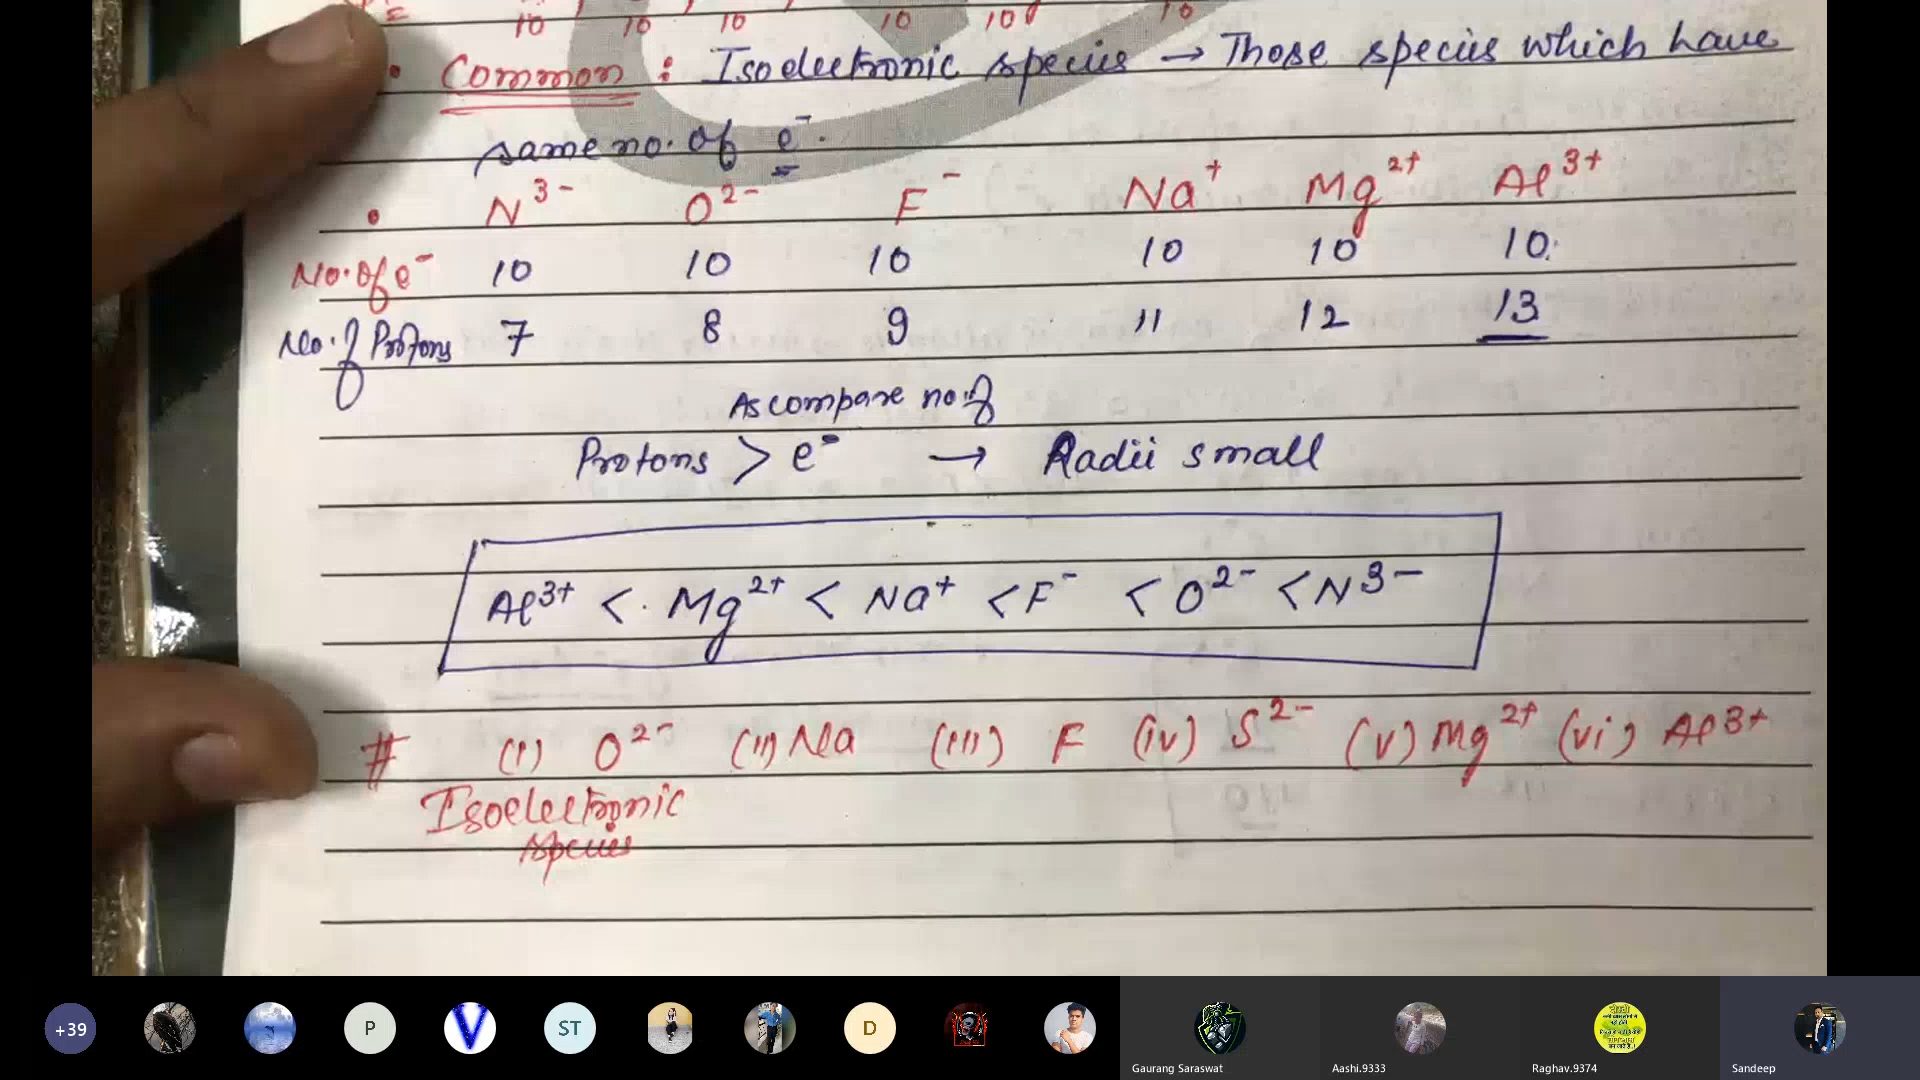 10 10 10 10 10 10
• Common : Isoelectronic species → Those species which have
same no. of e⁻.
• N³⁻ O²⁻ F⁻ Na⁺ Mg²⁺ Al³⁺
No. of e⁻ 10 10 10 10 10 10
No. of Protons 7 8 9 11 12 13
As compare no. of
Protons > e⁻ → Radii small
Al³⁺ < Mg²⁺ < Na⁺ < F⁻ < O²⁻ < N³⁻
# (i) O²⁻ (ii) Na (iii) F (iv) S²⁻ (v) Mg²⁺ (vi) Al³⁺
Isoelectronic
species
+39 P V ST D
Gaurang Saraswat Aashi.9333 Raghav.9374 Sandeep